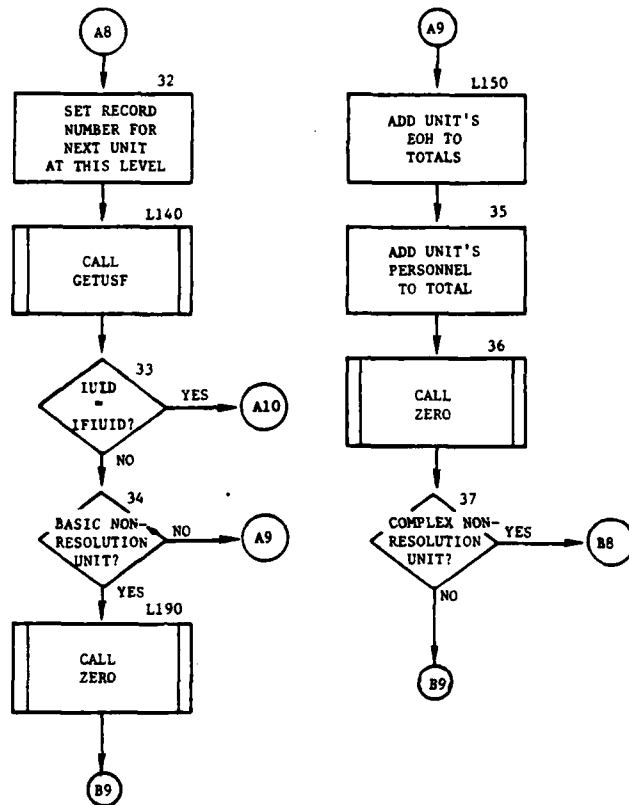 A8
32
SET RECORD
NUMBER FOR
NEXT UNIT
AT THIS LEVEL
L140
CALL
GETUSF
33
IUID
=
IFIUID?
YES
A10
NO
34
BASIC NON-
RESOLUTION
UNIT?
NO
A9
YES
L190
CALL
ZERO
B9
A9
L150
ADD UNIT'S
EOH TO
TOTALS
35
ADD UNIT'S
PERSONNEL
TO TOTAL
36
CALL
ZERO
37
COMPLEX NON-
RESOLUTION
UNIT?
YES
B8
NO
B9